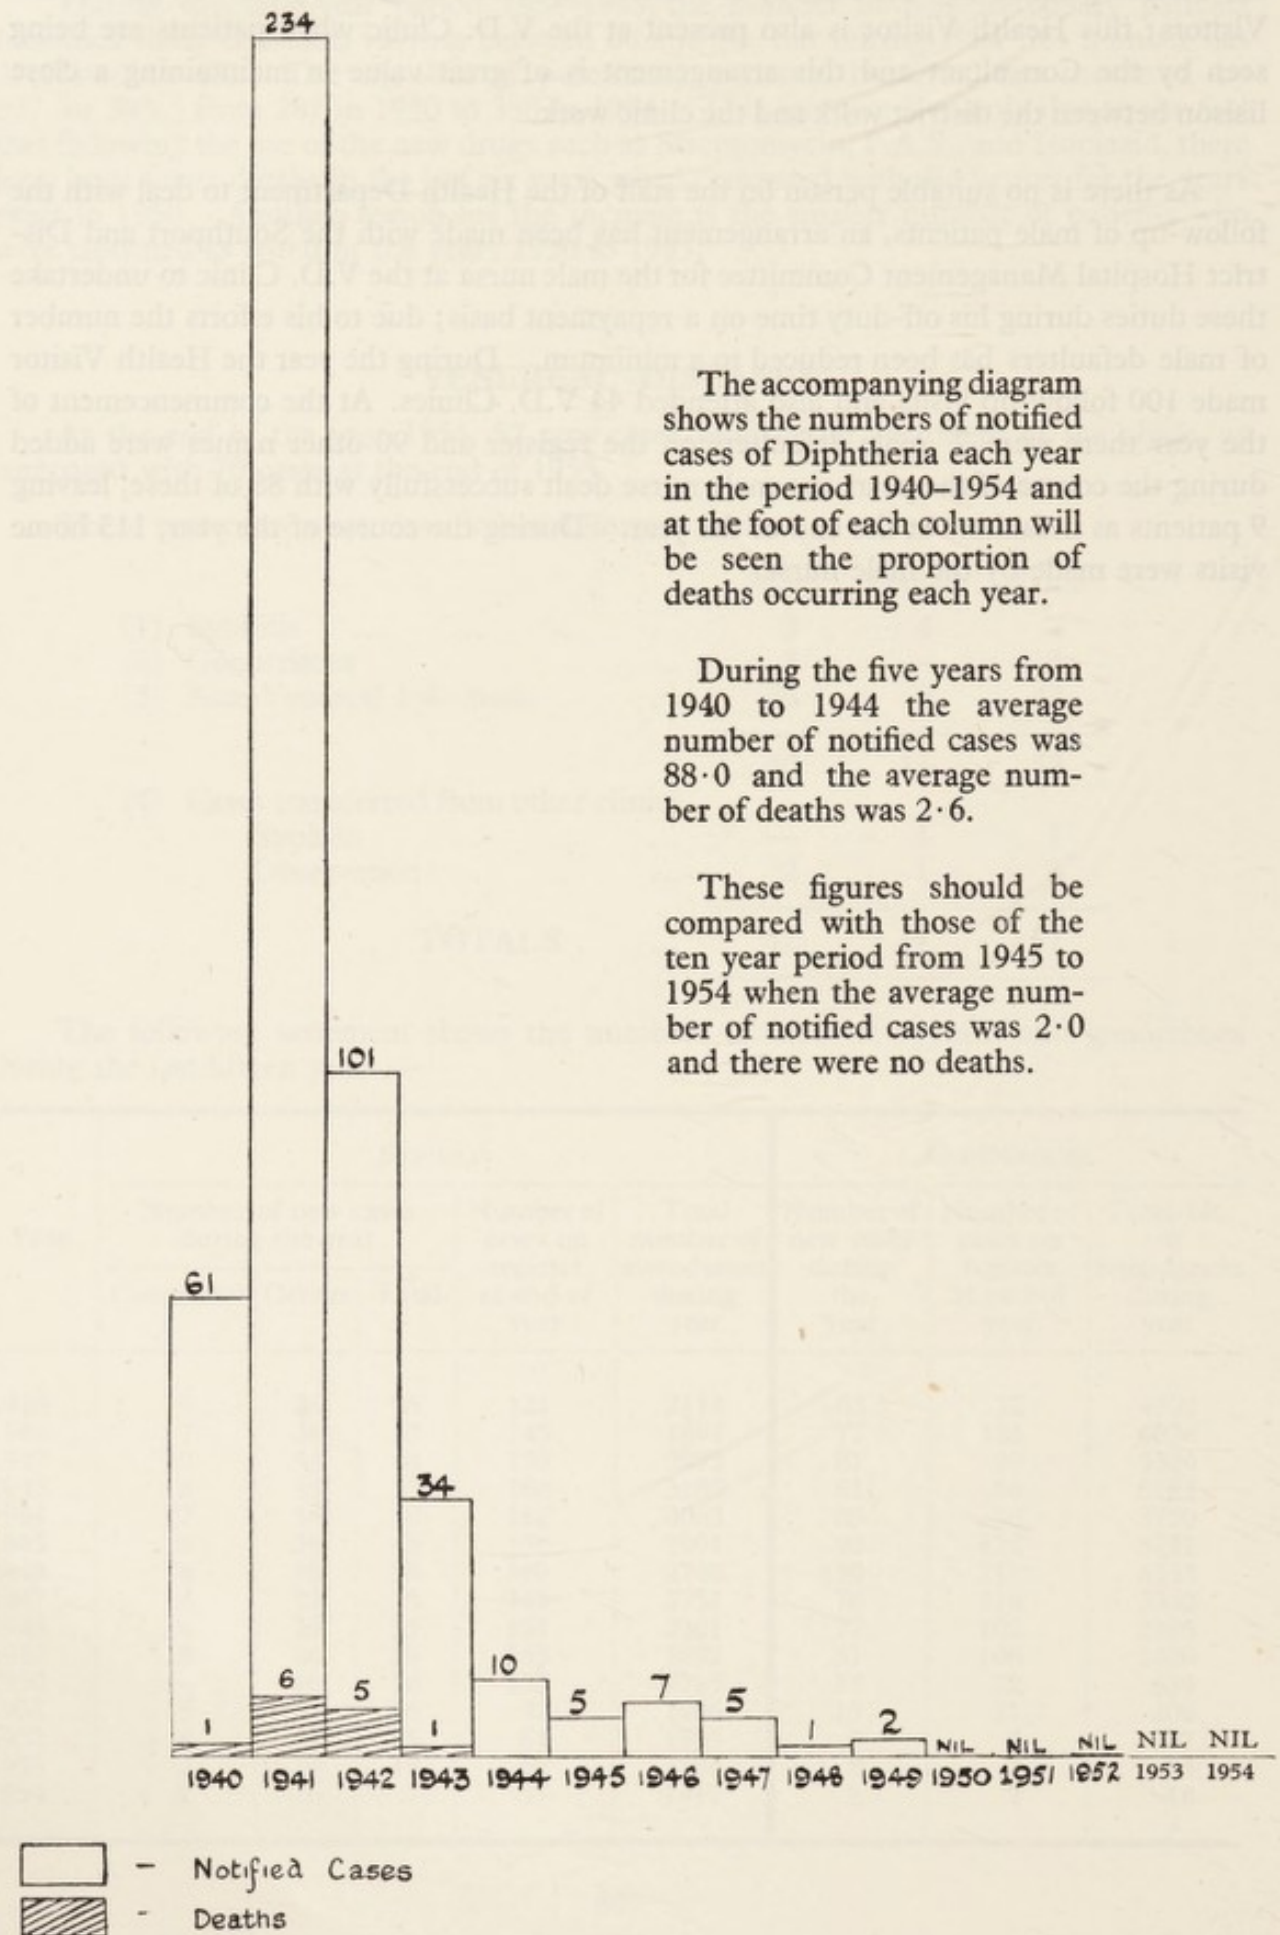 234
The accompanying diagram
shows the numbers of notified
cases of Diphtheria each year
in the period 1940–1954 and
at the foot of each column will
be seen the proportion of
deaths occurring each year.
During the five years from
1940 to 1944 the average
number of notified cases was
88·0 and the average num-
ber of deaths was 2·6.
These figures should be
compared with those of the
ten year period from 1945 to
1954 when the average num-
ber of notified cases was 2·0
and there were no deaths.
101
61
34
10
6 5 5 7 5
1 1 1 2 NIL NIL NIL NIL NIL
1940 1941 1942 1943 1944 1945 1946 1947 1948 1949 1950 1951 1952 1953 1954
– Notified Cases
- Deaths